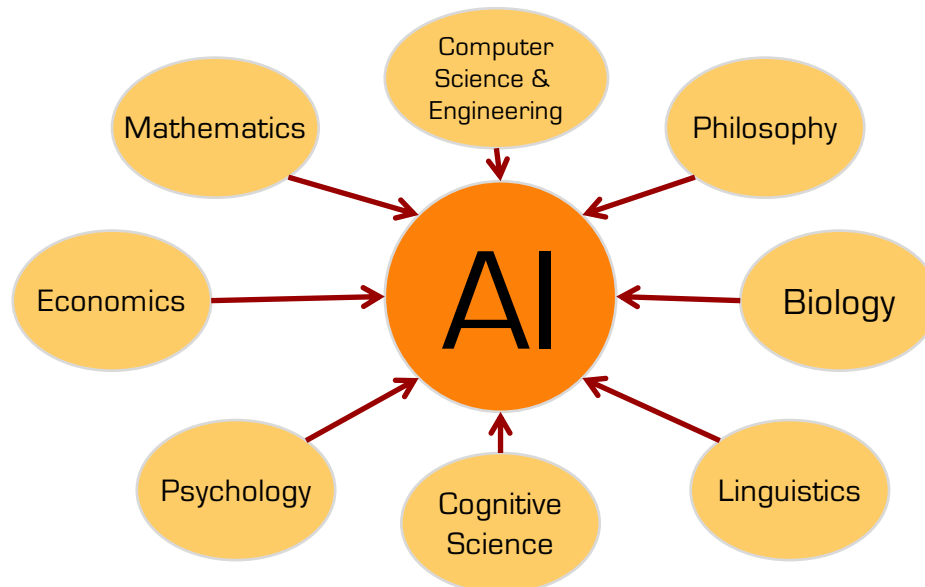 Computer
Science &
Engineering
Mathematics
Philosophy
AI
Economics
Biology
Psychology
Cognitive
Science
Linguistics